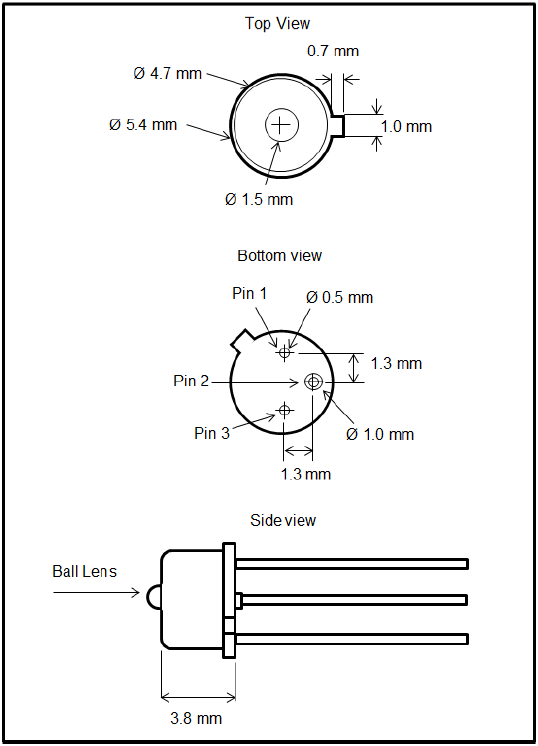 Top View
0.7 mm
Ø 4.7 mm
Ø 5.4 mm
1.0 mm
Ø 1.5 mm
Bottom view
Pin 1
Ø 0.5 mm
1.3 mm
Pin 2
Pin 3
Ø 1.0 mm
1.3 mm
Side view
Ball Lens
3.8 mm